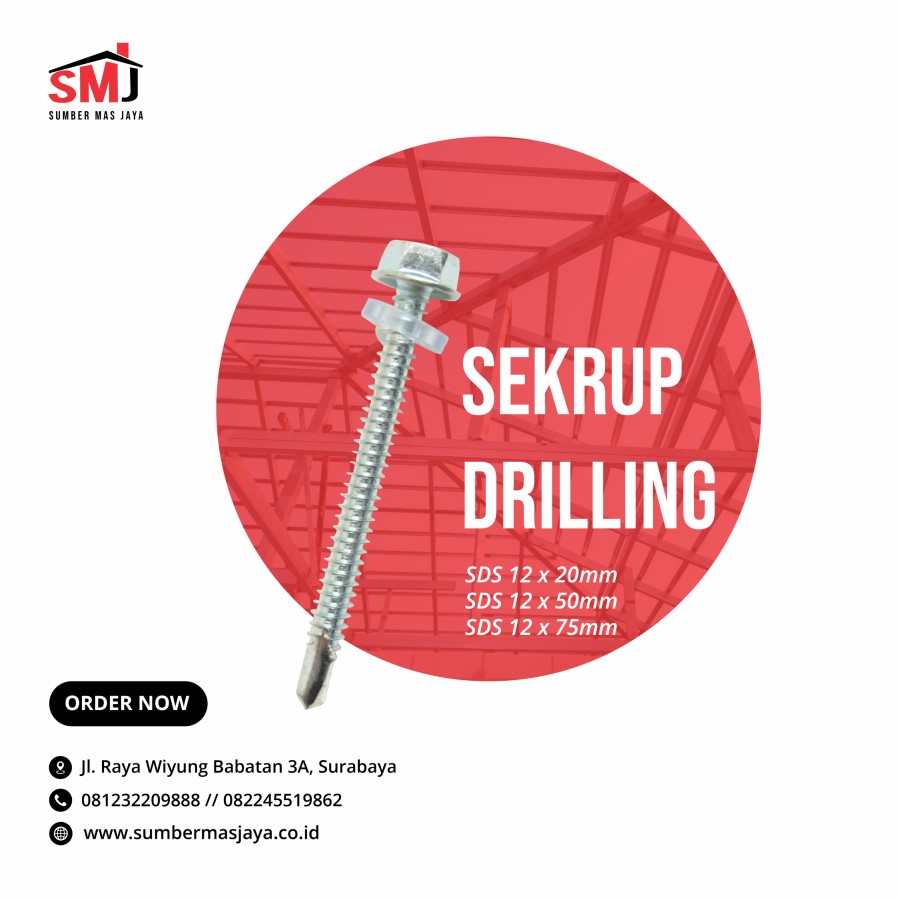 SMJ
SUMBER MAS JAYA
SEKRUP
DRILLING
SDS 12 x 20mm
SDS 12 x 50mm
SDS 12 x 75mm
ORDER NOW
Jl. Raya Wiyung Babatan 3A, Surabaya
081232209888 // 082245519862
www.sumbermasjaya.co.id